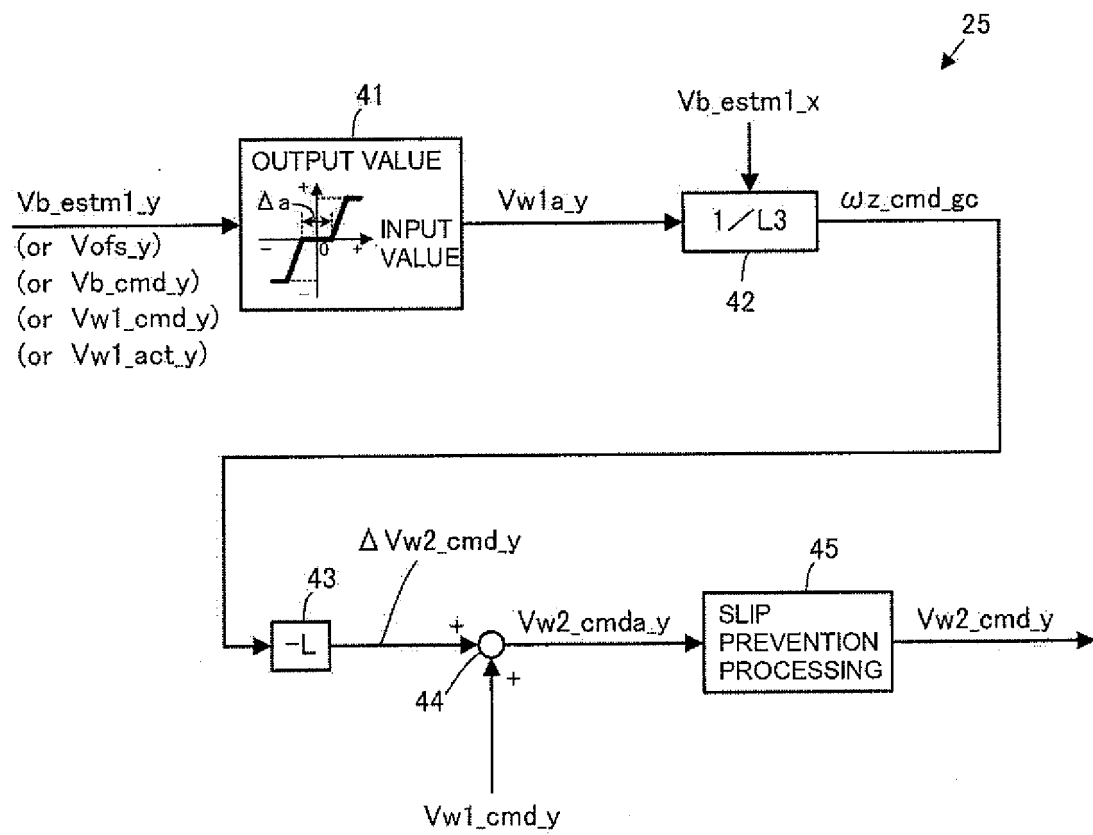 25
41
Vb_estm1_x
OUTPUT VALUE
+
Δa
Vb_estm1_y
INPUT
VALUE
-
0
+
-
Vw1a_y
1/L3
ωz_cmd_gc
42
(or Vofs_y)
(or Vb_cmd_y)
(or Vw1_cmd_y)
(or Vw1_act_y)
ΔVw2_cmd_y
43
45
-L
+
44
+
Vw2_cmda_y
SLIP
PREVENTION
PROCESSING
Vw2_cmd_y
Vw1_cmd_y